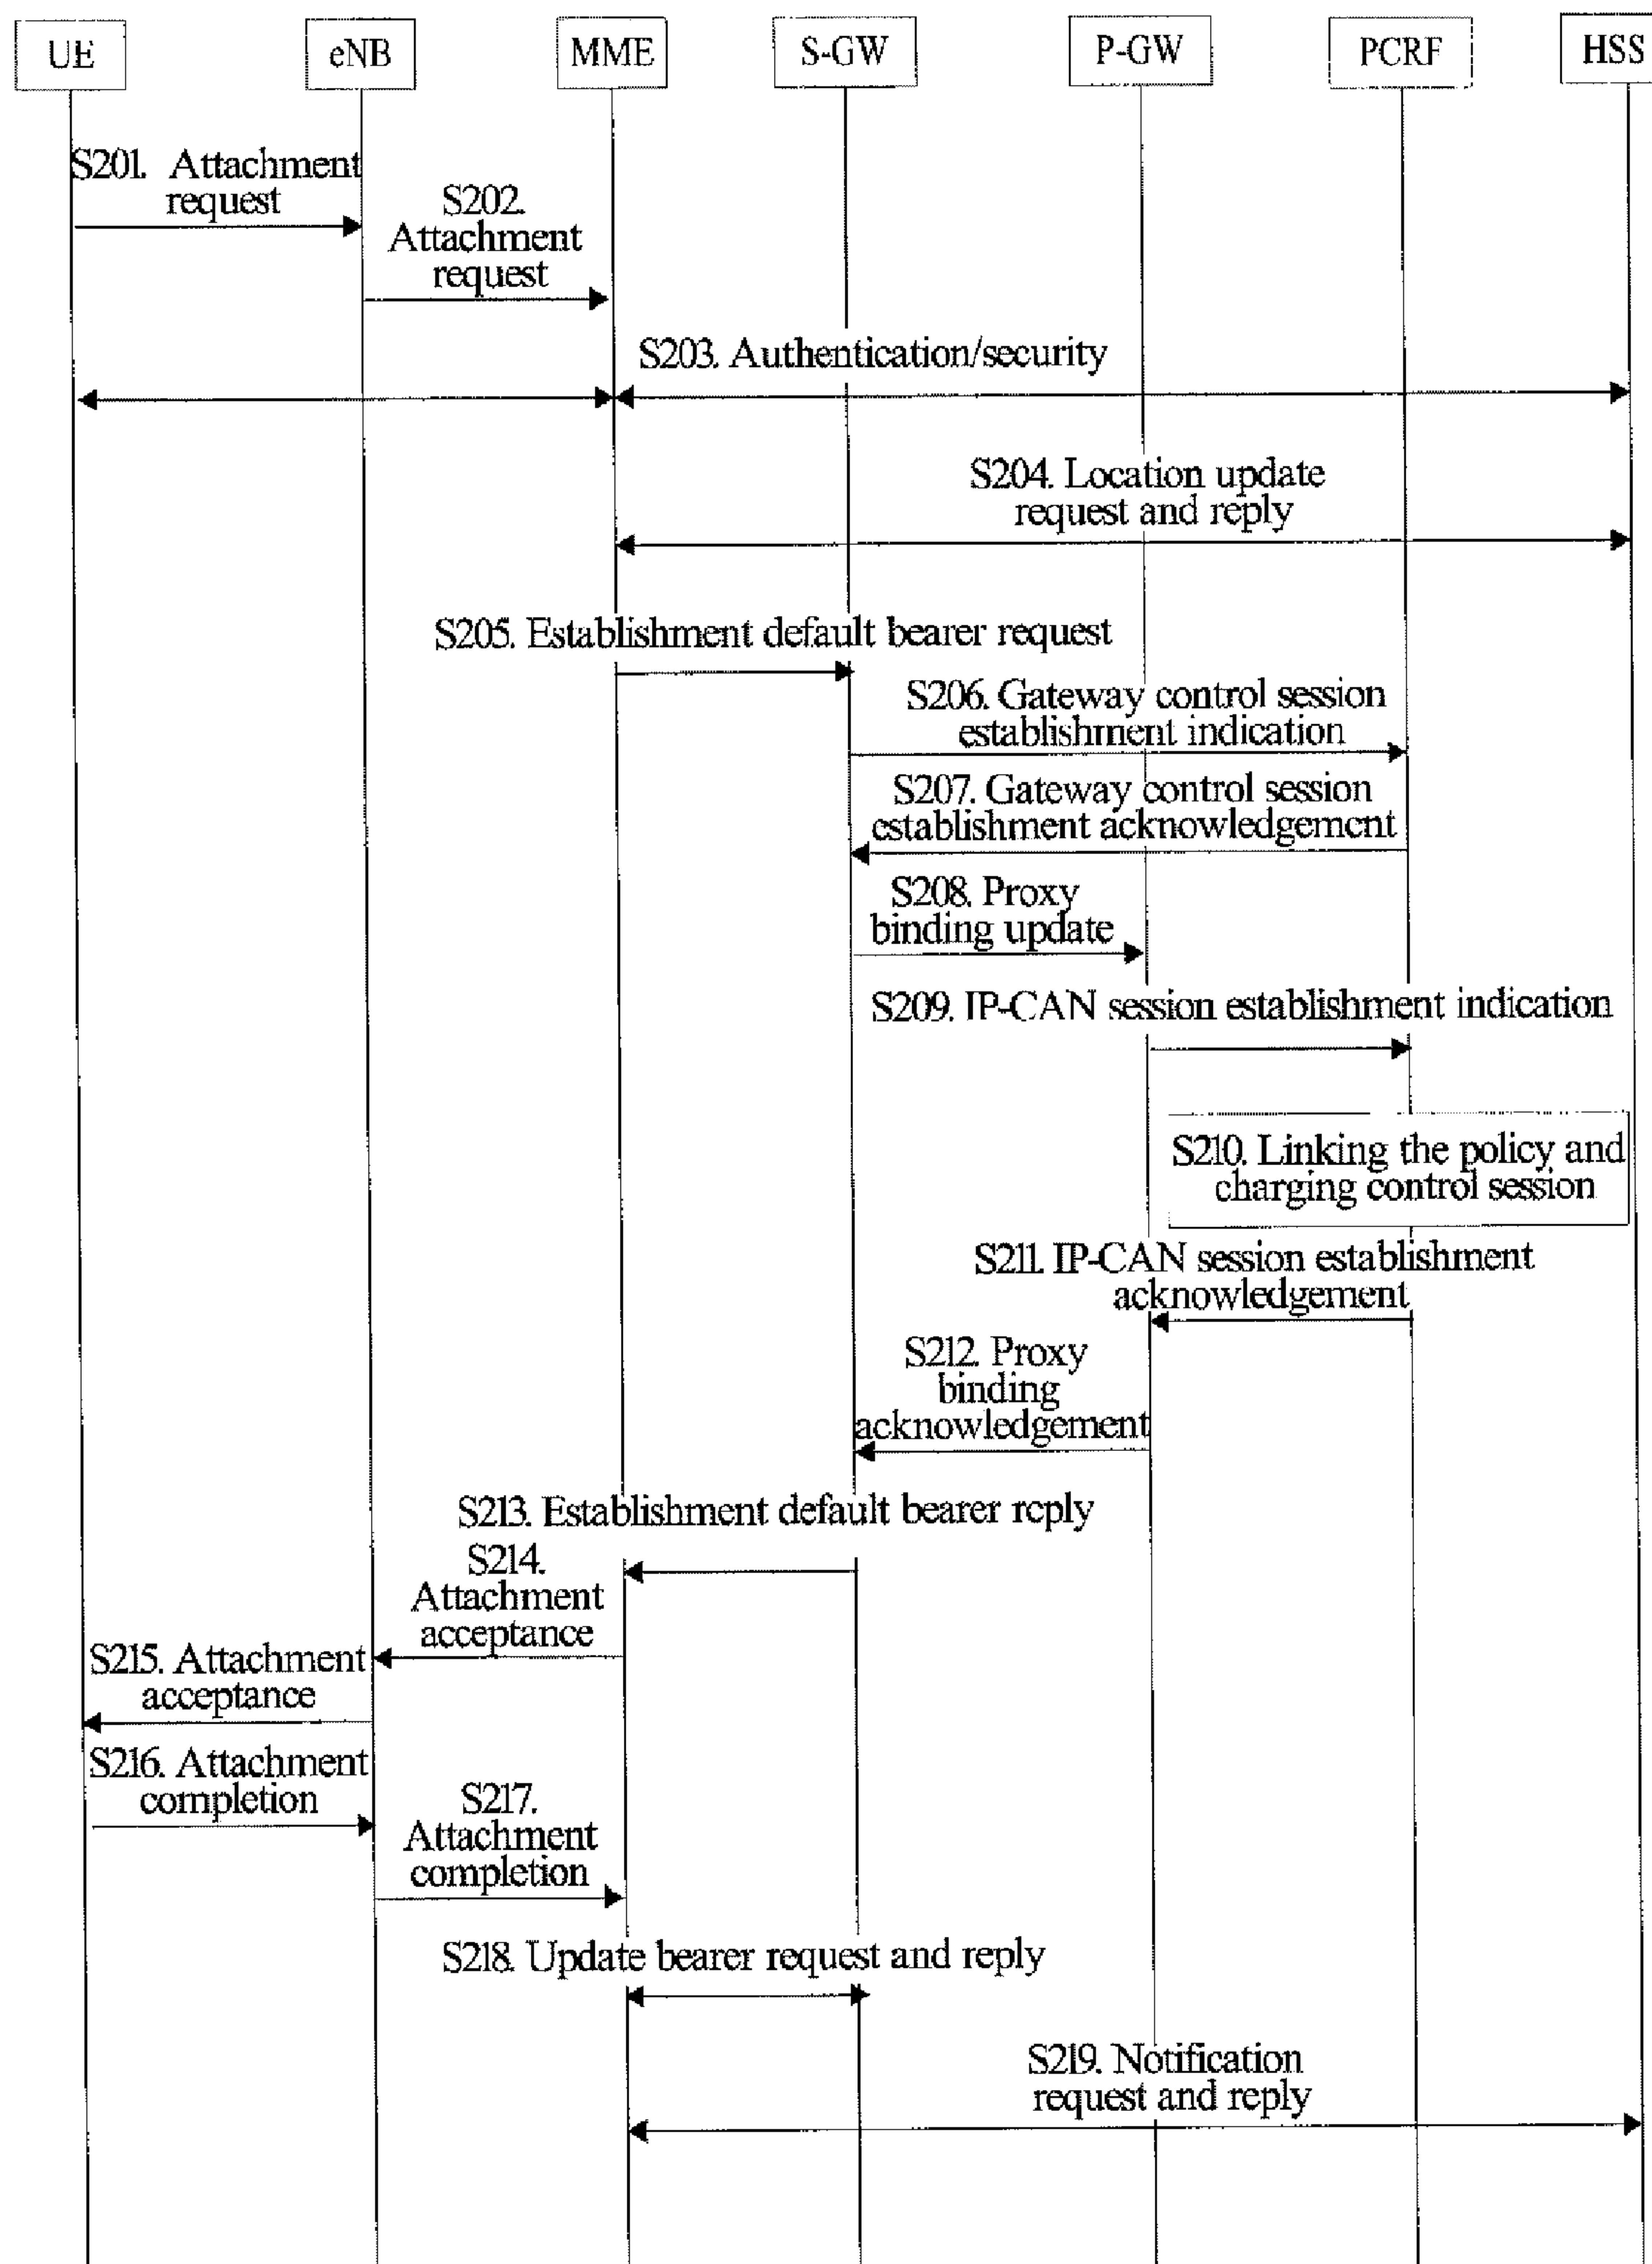 UE eNB MME S-GW P-GW PCRF HSS
S201. Attachment
request
S202.
Attachment
request
S203. Authentication/security
S204. Location update
request and reply
S205. Establishment default bearer request
S206. Gateway control session
establishment indication
S207. Gateway control session
establishment acknowledgement
S208. Proxy
binding update
S209. IP-CAN session establishment indication
S210. Linking the policy and
charging control session
S211. IP-CAN session establishment
acknowledgement
S212. Proxy
binding
acknowledgement
S213. Establishment default bearer reply
S214.
Attachment
acceptance
S215. Attachment
acceptance
S216. Attachment
completion
S217.
Attachment
completion
S218. Update bearer request and reply
S219. Notification
request and reply